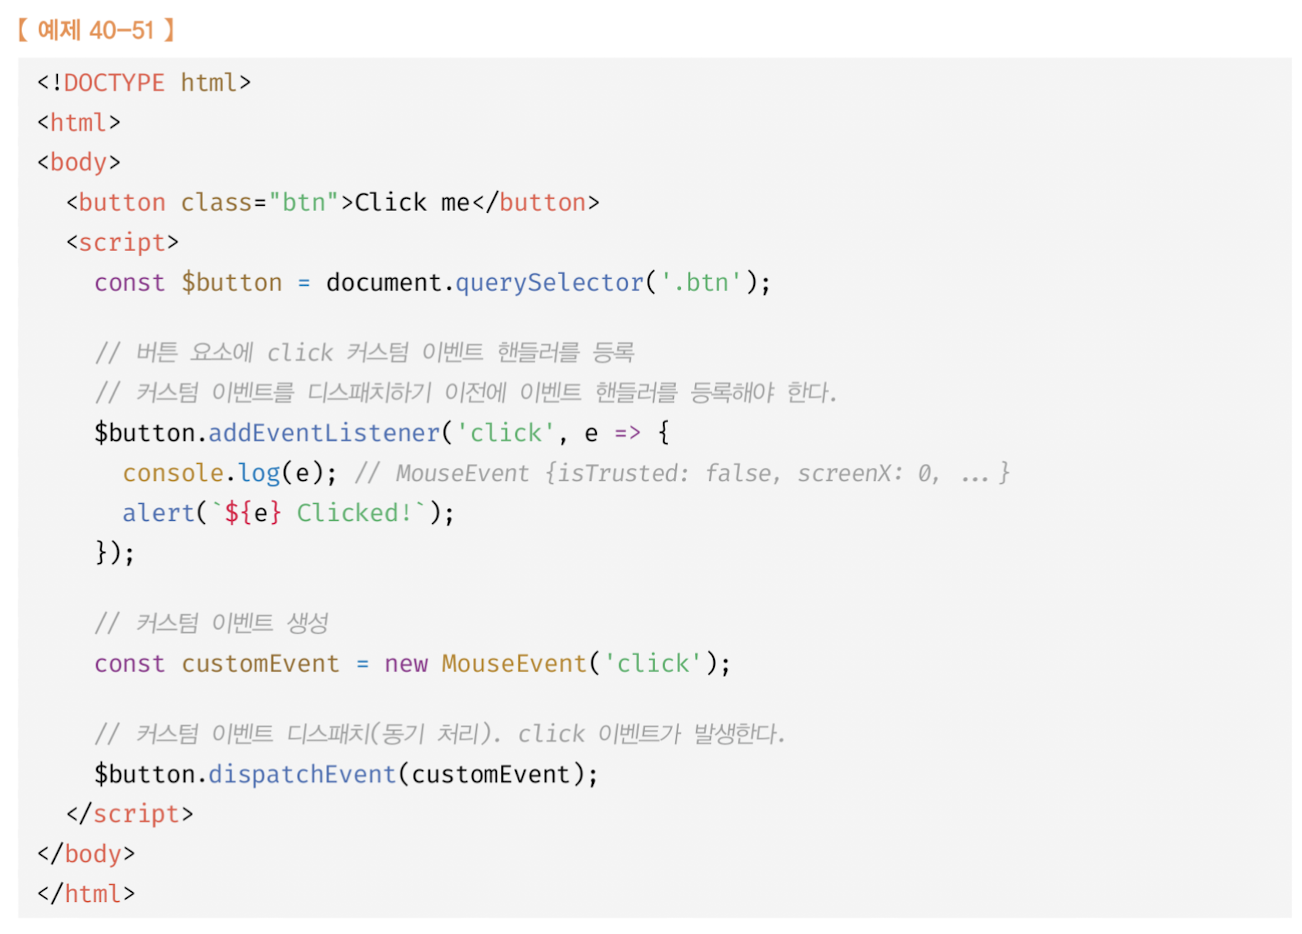 【 예제 40-51 】
<!DOCTYPE html>
<html>
<body>
  <button class="btn">Click me</button>
  <script>
    const $button = document.querySelector('.btn');

    // 버튼 요소에 click 커스텀 이벤트 핸들러를 등록
    // 커스텀 이벤트를 디스패치하기 이전에 이벤트 핸들러를 등록해야 한다.
    $button.addEventListener('click', e => {
      console.log(e); // MouseEvent {isTrusted: false, screenX: 0, ...}
      alert(`${e} Clicked!`);
    });

    // 커스텀 이벤트 생성
    const customEvent = new MouseEvent('click');

    // 커스텀 이벤트 디스패치(동기 처리). click 이벤트가 발생한다.
    $button.dispatchEvent(customEvent);
  </script>
</body>
</html>